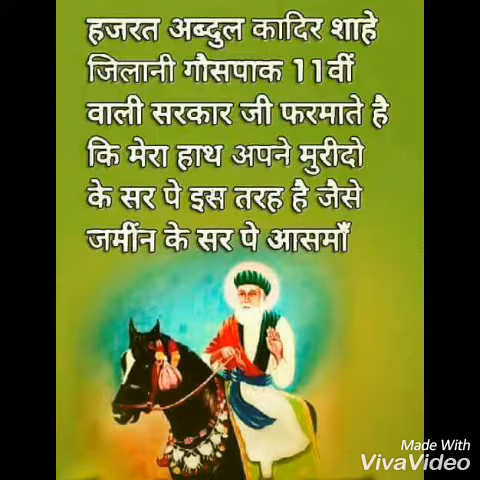 हजरत अब्दुल कादिर शाहे
जिलानी गौसपाक 11वीं
वाली सरकार जी फरमाते है
कि मेरा हाथ अपने मुरीदो
के सर पे इस तरह है जैसे
जमींन के सर पे आसमाँ
Made With
VivaVideo